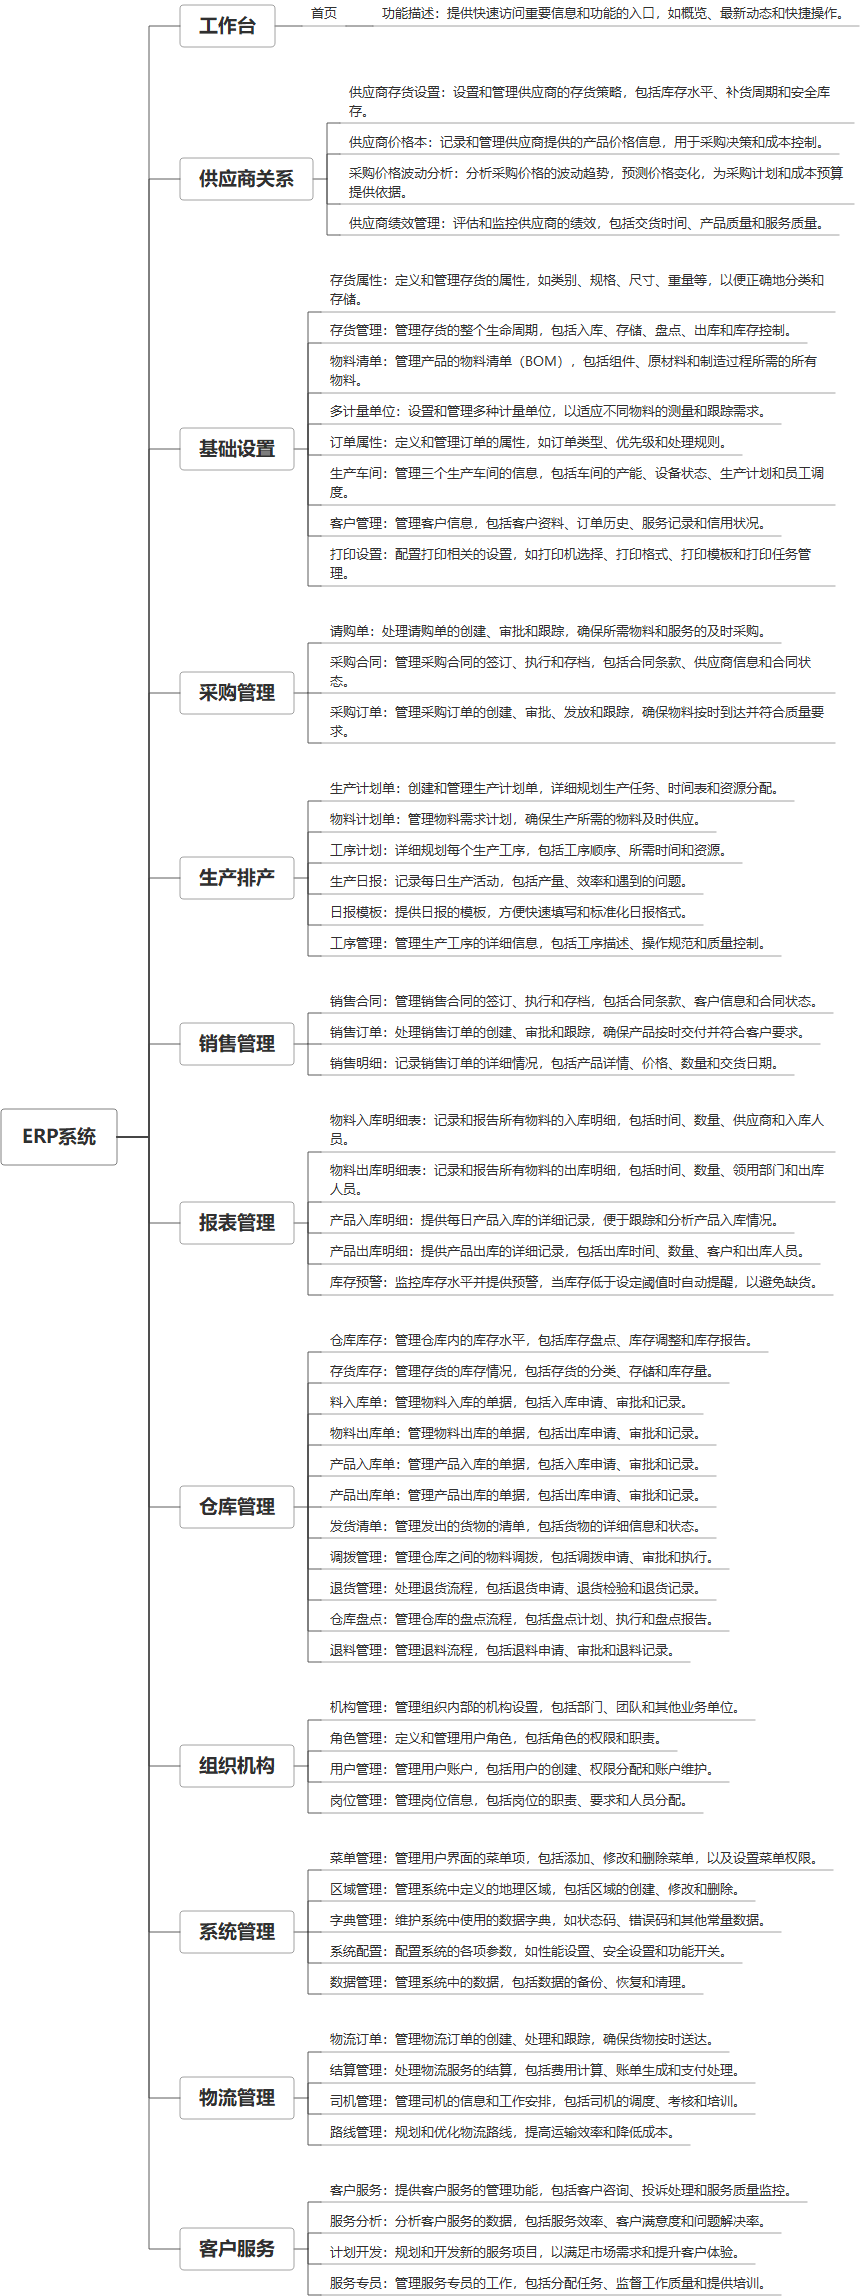 ERP系统
工作台
首页
功能描述：提供快速访问重要信息和功能的入口，如概览、最新动态和快捷操作。
供应商关系
供应商存货设置：设置和管理供应商的存货策略，包括库存水平、补货周期和安全库
存。
供应商价格本：记录和管理供应商提供的产品价格信息，用于采购决策和成本控制。
采购价格波动分析：分析采购价格的波动趋势，预测价格变化，为采购计划和成本预算
提供依据。
供应商绩效管理：评估和监控供应商的绩效，包括交货时间、产品质量和服务质量。
基础设置
存货属性：定义和管理存货的属性，如类别、规格、尺寸、重量等，以便正确地分类和
存储。
存货管理：管理存货的整个生命周期，包括入库、存储、盘点、出库和库存控制。
物料清单：管理产品的物料清单（BOM），包括组件、原材料和制造过程所需的所有
物料。
多计量单位：设置和管理多种计量单位，以适应不同物料的测量和跟踪需求。
订单属性：定义和管理订单的属性，如订单类型、优先级和处理规则。
生产车间：管理三个生产车间的信息，包括车间的产能、设备状态、生产计划和员工调
度。
客户管理：管理客户信息，包括客户资料、订单历史、服务记录和信用状况。
打印设置：配置打印相关的设置，如打印机选择、打印格式、打印模板和打印任务管
理。
采购管理
请购单：处理请购单的创建、审批和跟踪，确保所需物料和服务的及时采购。
采购合同：管理采购合同的签订、执行和存档，包括合同条款、供应商信息和合同状
态。
采购订单：管理采购订单的创建、审批、发放和跟踪，确保物料按时到达并符合质量要
求。
生产排产
生产计划单：创建和管理生产计划单，详细规划生产任务、时间表和资源分配。
物料计划单：管理物料需求计划，确保生产所需的物料及时供应。
工序计划：详细规划每个生产工序，包括工序顺序、所需时间和资源。
生产日报：记录每日生产活动，包括产量、效率和遇到的问题。
日报模板：提供日报的模板，方便快速填写和标准化日报格式。
工序管理：管理生产工序的详细信息，包括工序描述、操作规范和质量控制。
销售管理
销售合同：管理销售合同的签订、执行和存档，包括合同条款、客户信息和合同状态。
销售订单：处理销售订单的创建、审批和跟踪，确保产品按时交付并符合客户要求。
销售明细：记录销售订单的详细情况，包括产品详情、价格、数量和交货日期。
报表管理
物料入库明细表：记录和报告所有物料的入库明细，包括时间、数量、供应商和入库人
员。
物料出库明细表：记录和报告所有物料的出库明细，包括时间、数量、领用部门和出库
人员。
产品入库明细：提供每日产品入库的详细记录，便于跟踪和分析产品入库情况。
产品出库明细：提供产品出库的详细记录，包括出库时间、数量、客户和出库人员。
库存预警：监控库存水平并提供预警，当库存低于设定阈值时自动提醒，以避免缺货。
仓库管理
仓库库存：管理仓库内的库存水平，包括库存盘点、库存调整和库存报告。
存货库存：管理存货的库存情况，包括存货的分类、存储和库存量。
料入库单：管理物料入库的单据，包括入库申请、审批和记录。
物料出库单：管理物料出库的单据，包括出库申请、审批和记录。
产品入库单：管理产品入库的单据，包括入库申请、审批和记录。
产品出库单：管理产品出库的单据，包括出库申请、审批和记录。
发货清单：管理发出的货物的清单，包括货物的详细信息和状态。
调拨管理：管理仓库之间的物料调拨，包括调拨申请、审批和执行。
退货管理：处理退货流程，包括退货申请、退货检验和退货记录。
仓库盘点：管理仓库的盘点流程，包括盘点计划、执行和盘点报告。
退料管理：管理退料流程，包括退料申请、审批和退料记录。
组织机构
机构管理：管理组织内部的机构设置，包括部门、团队和其他业务单位。
角色管理：定义和管理用户角色，包括角色的权限和职责。
用户管理：管理用户账户，包括用户的创建、权限分配和账户维护。
岗位管理：管理岗位信息，包括岗位的职责、要求和人员分配。
系统管理
菜单管理：管理用户界面的菜单项，包括添加、修改和删除菜单，以及设置菜单权限。
区域管理：管理系统中定义的地理区域，包括区域的创建、修改和删除。
字典管理：维护系统中使用的数据字典，如状态码、错误码和其他常量数据。
系统配置：配置系统的各项参数，如性能设置、安全设置和功能开关。
数据管理：管理系统中的数据，包括数据的备份、恢复和清理。
物流管理
物流订单：管理物流订单的创建、处理和跟踪，确保货物按时送达。
结算管理：处理物流服务的结算，包括费用计算、账单生成和支付处理。
司机管理：管理司机的信息和工作安排，包括司机的调度、考核和培训。
路线管理：规划和优化物流路线，提高运输效率和降低成本。
客户服务
客户服务：提供客户服务的管理功能，包括客户咨询、投诉处理和服务质量监控。
服务分析：分析客户服务的数据，包括服务效率、客户满意度和问题解决率。
计划开发：规划和开发新的服务项目，以满足市场需求和提升客户体验。
服务专员：管理服务专员的工作，包括分配任务、监督工作质量和提供培训。